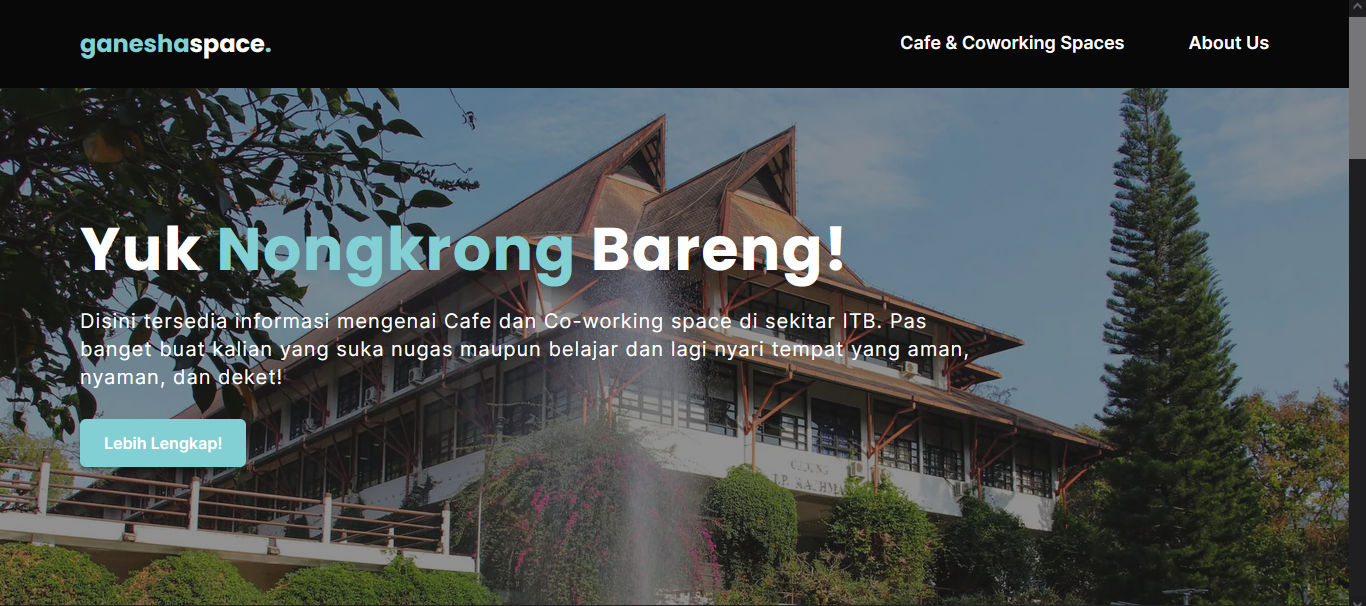 ganeshaspace.
Cafe & Coworking Spaces
About Us
Yuk Nongkrong Bareng!
Disini tersedia informasi mengenai Cafe dan Co-working space di sekitar ITB. Pas
banget buat kalian yang suka nugas maupun belajar dan lagi nyari tempat yang aman,
nyaman, dan deket!
Lebih Lengkap!
GEDUNG